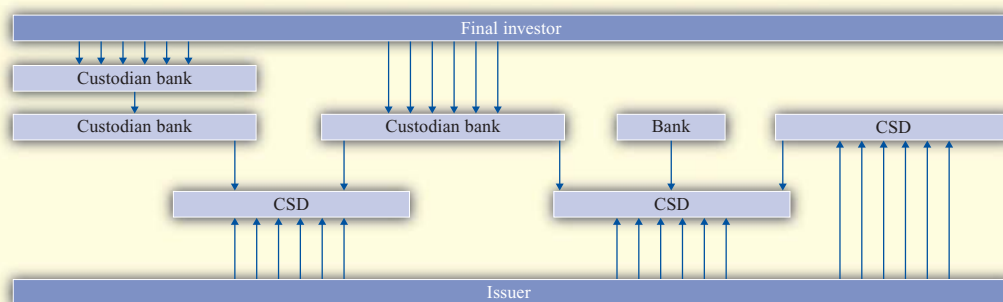 Final investor
Custodian bank
Custodian bank
Custodian bank
Bank
CSD
CSD
CSD
Issuer